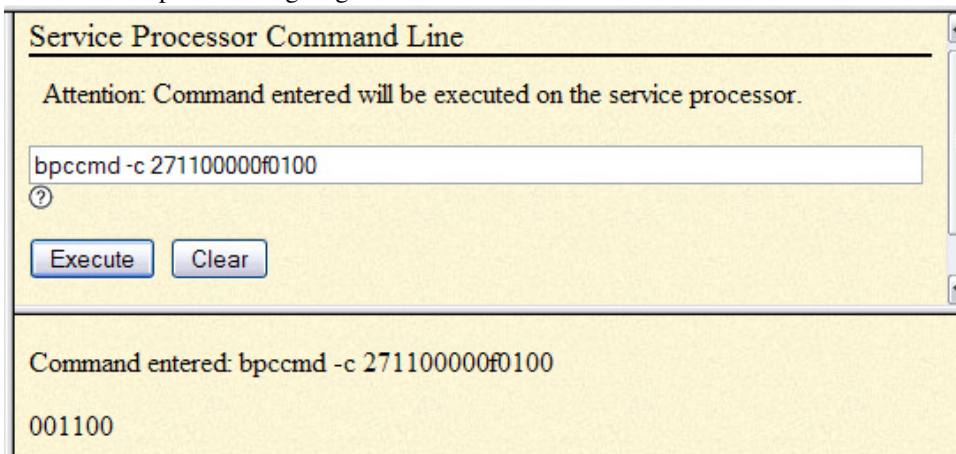 Service Processor Command Line
Attention: Command entered will be executed on the service processor.
bpccmd -c 271100000f0100
?
Execute Clear
Command entered: bpccmd -c 271100000f0100
001100